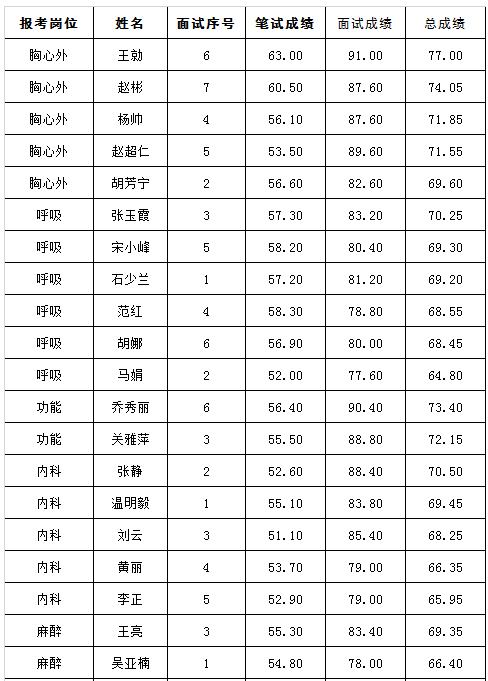 报考岗位 姓名 面试序号 笔试成绩 面试成绩 总成绩
胸心外 王勍 6 63.00 91.00 77.00
胸心外 赵彬 7 60.50 87.60 74.05
胸心外 杨帅 4 56.10 87.60 71.85
胸心外 赵超仁 5 53.50 89.60 71.55
胸心外 胡芳宁 2 56.60 82.60 69.60
呼吸 张玉霞 3 57.30 83.20 70.25
呼吸 宋小峰 5 58.20 80.40 69.30
呼吸 石少兰 1 57.20 81.20 69.20
呼吸 范红 4 58.30 78.80 68.55
呼吸 胡娜 6 56.90 80.00 68.45
呼吸 马娟 2 52.00 77.60 64.80
功能 乔秀丽 6 56.40 90.40 73.40
功能 关雅萍 3 55.50 88.80 72.15
内科 张静 2 52.60 88.40 70.50
内科 温明毅 1 55.10 83.80 69.45
内科 刘云 3 51.10 85.40 68.25
内科 黄丽 4 53.70 79.00 66.35
内科 李正 5 52.90 79.00 65.95
麻醉 王亮 3 55.30 83.40 69.35
麻醉 吴亚楠 1 54.80 78.00 66.40